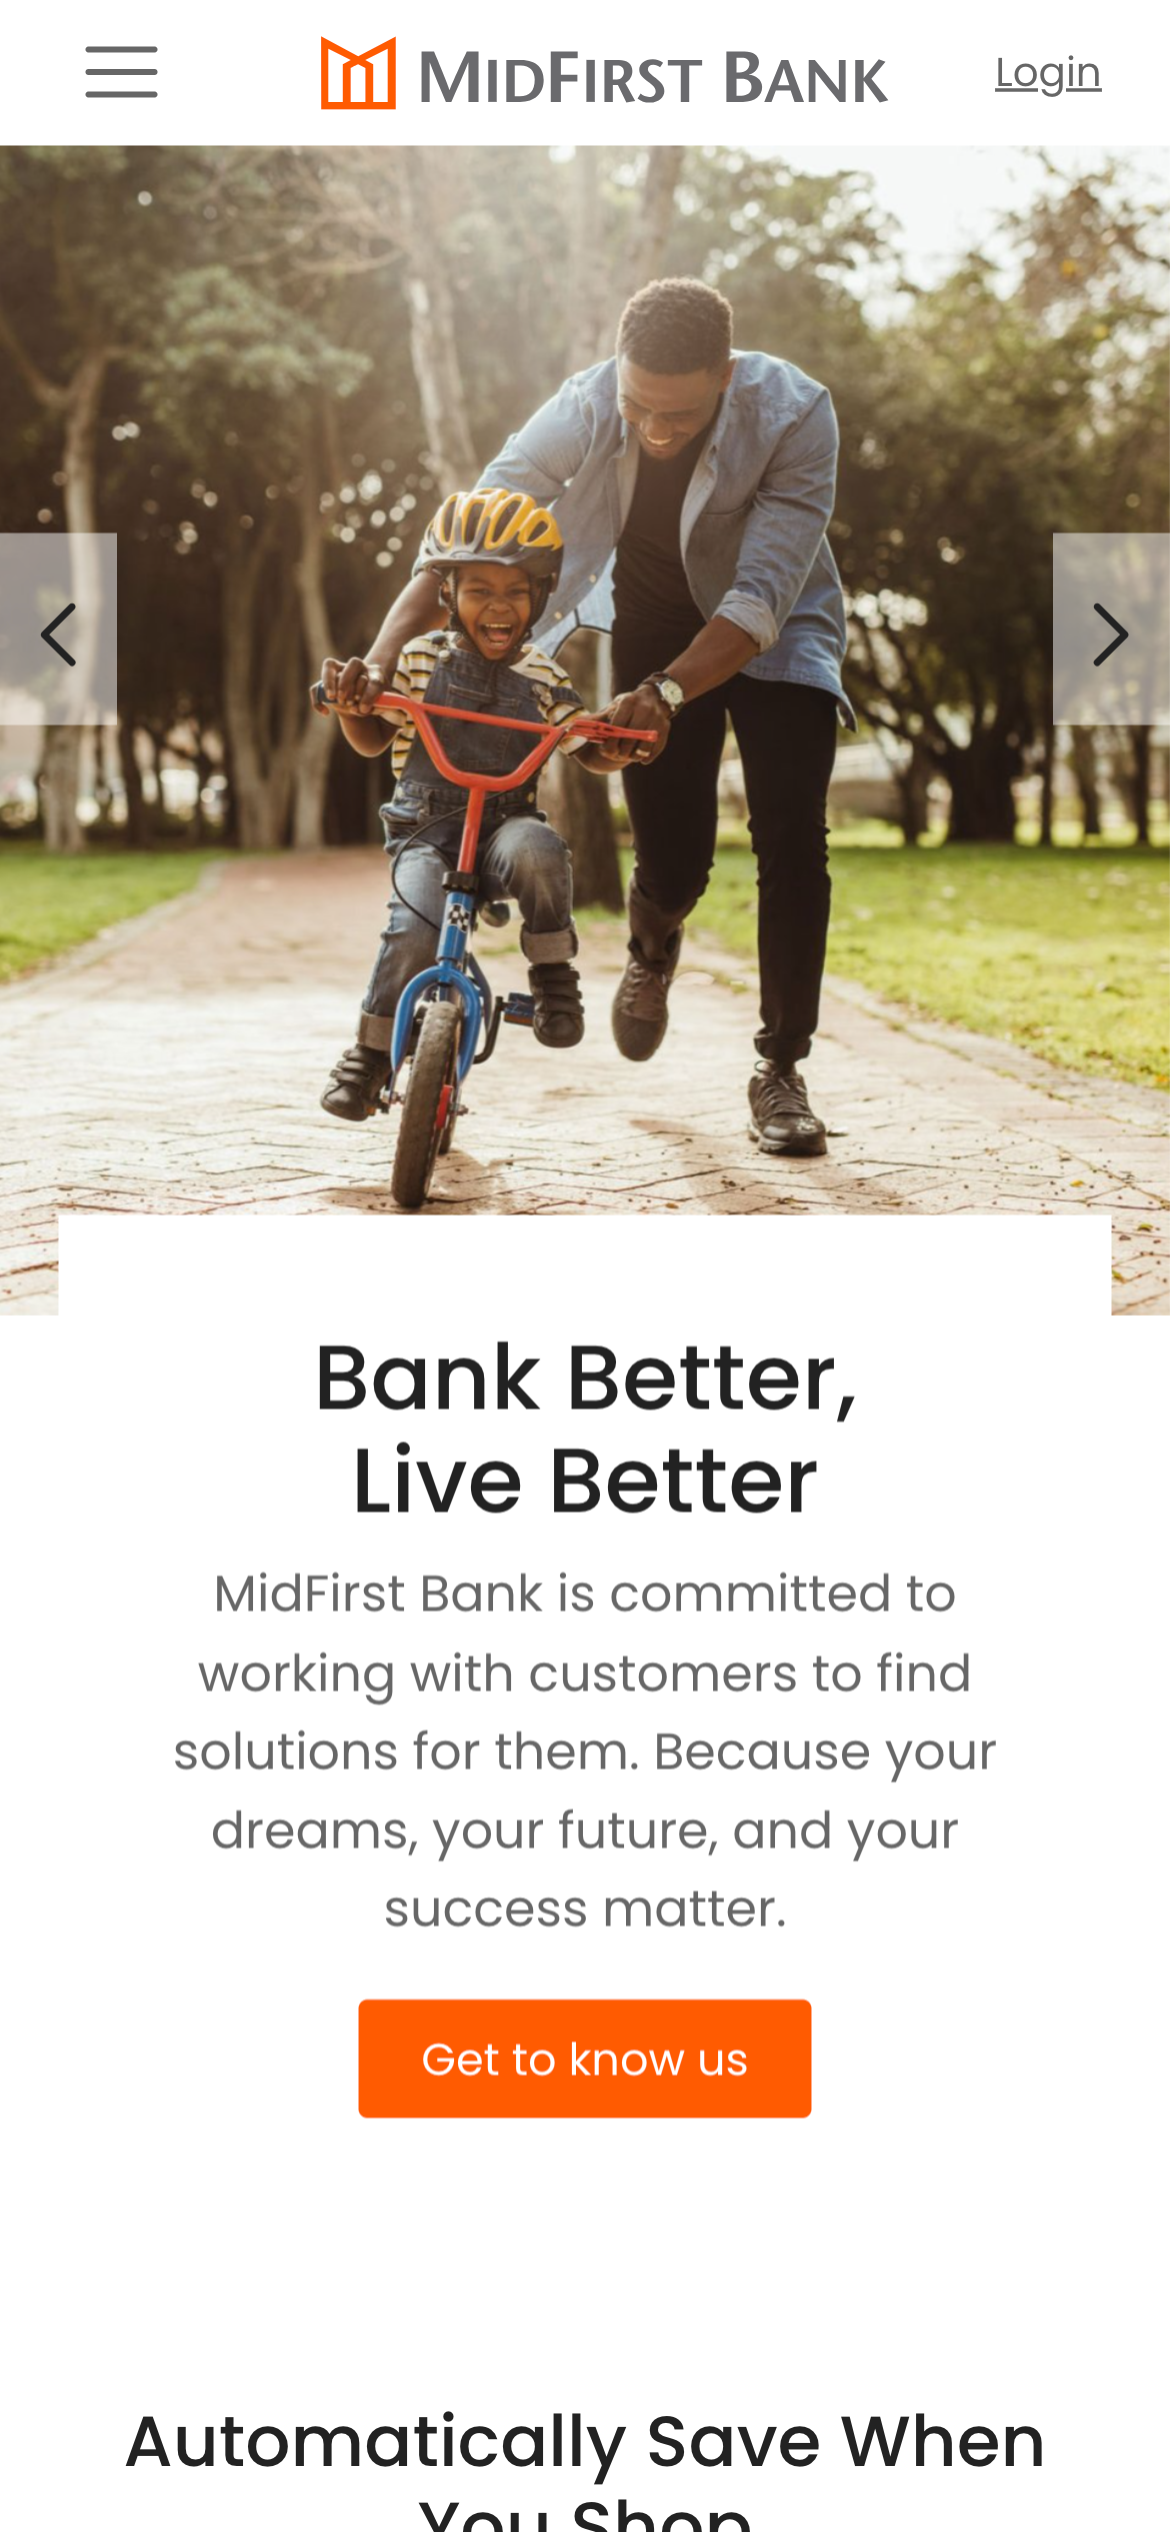 MIDFIRST BANK
Login
Bank Better,
Live Better
MidFirst Bank is committed to
working with customers to find
solutions for them. Because your
dreams, your future, and your
success matter.
Get to know us
Automatically Save When
You Shop